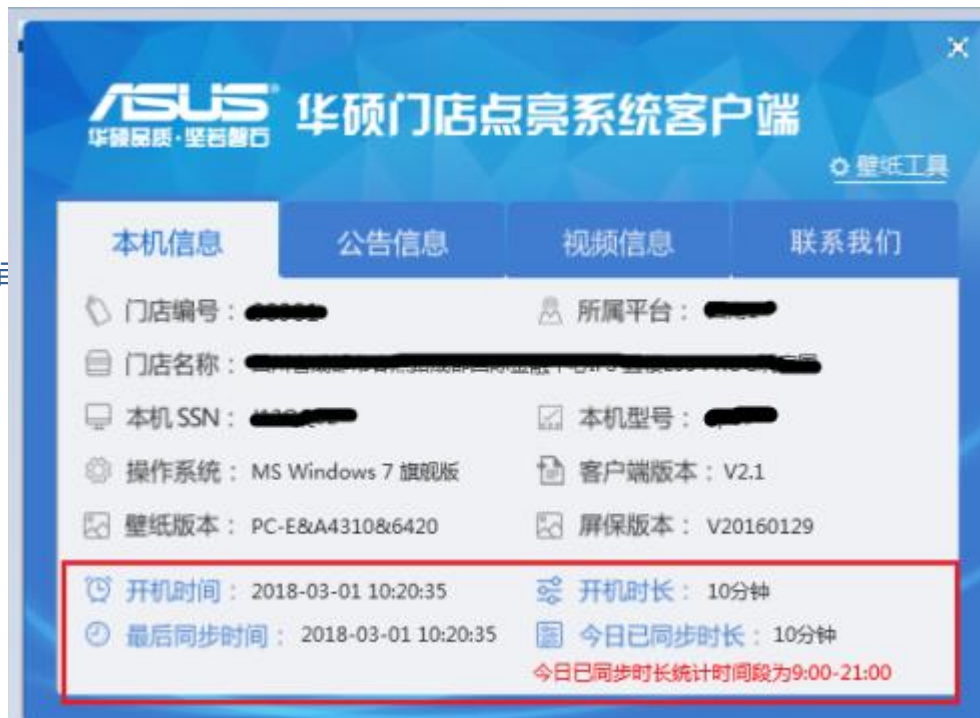 ASUS 华硕门店点亮系统客户端
华硕品质·坚若磐石
壁纸工具
本机信息 公告信息 视频信息 联系我们
门店编号： 所属平台：
门店名称：
本机 SSN： 本机型号：
操作系统： MS Windows 7 旗舰版 客户端版本： V2.1
壁纸版本： PC-E&A4310&6420 屏保版本： V20160129
开机时间： 2018-03-01 10:20:35 开机时长： 10分钟
最后同步时间： 2018-03-01 10:20:35 今日已同步时长： 10分钟
今日已同步时长统计时间段为9:00-21:00